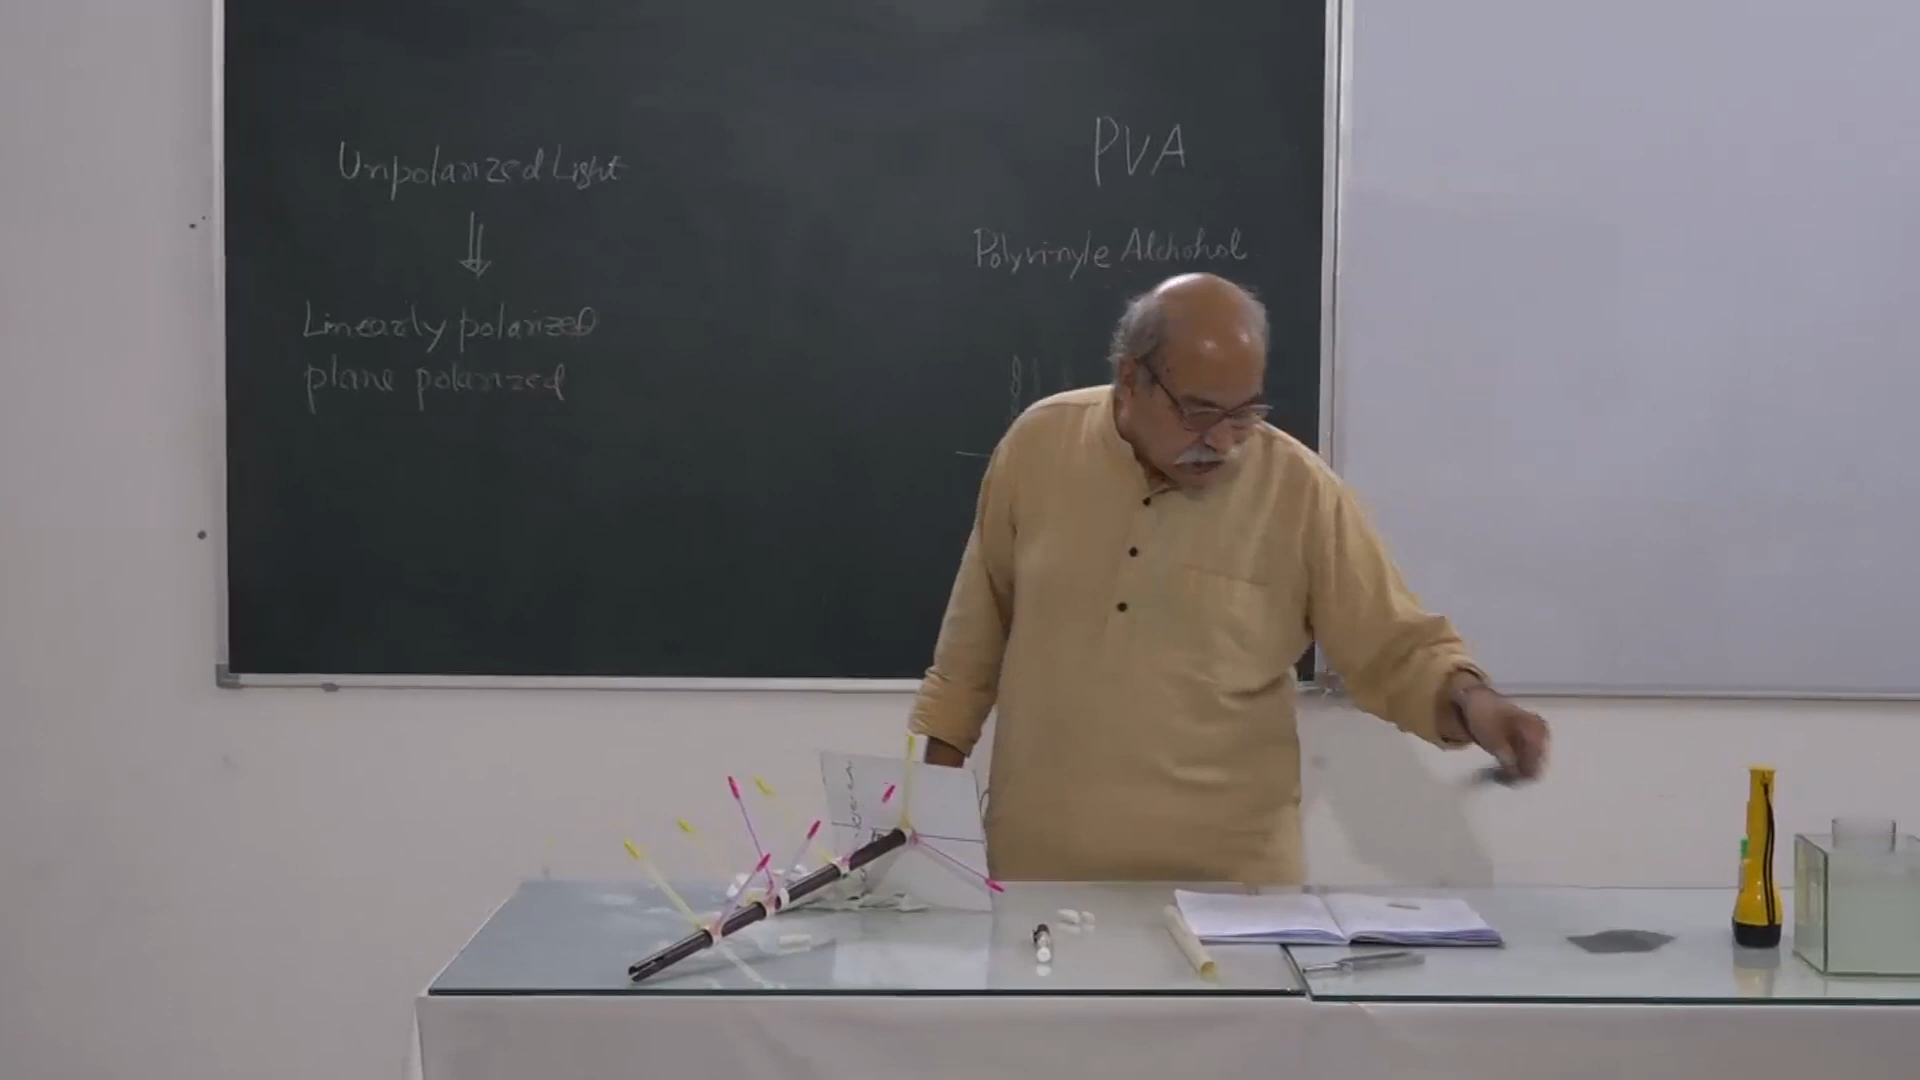 Unpolarized Light
Linearly polarized
plane polarized
PVA
Polyvinyle Alchohol